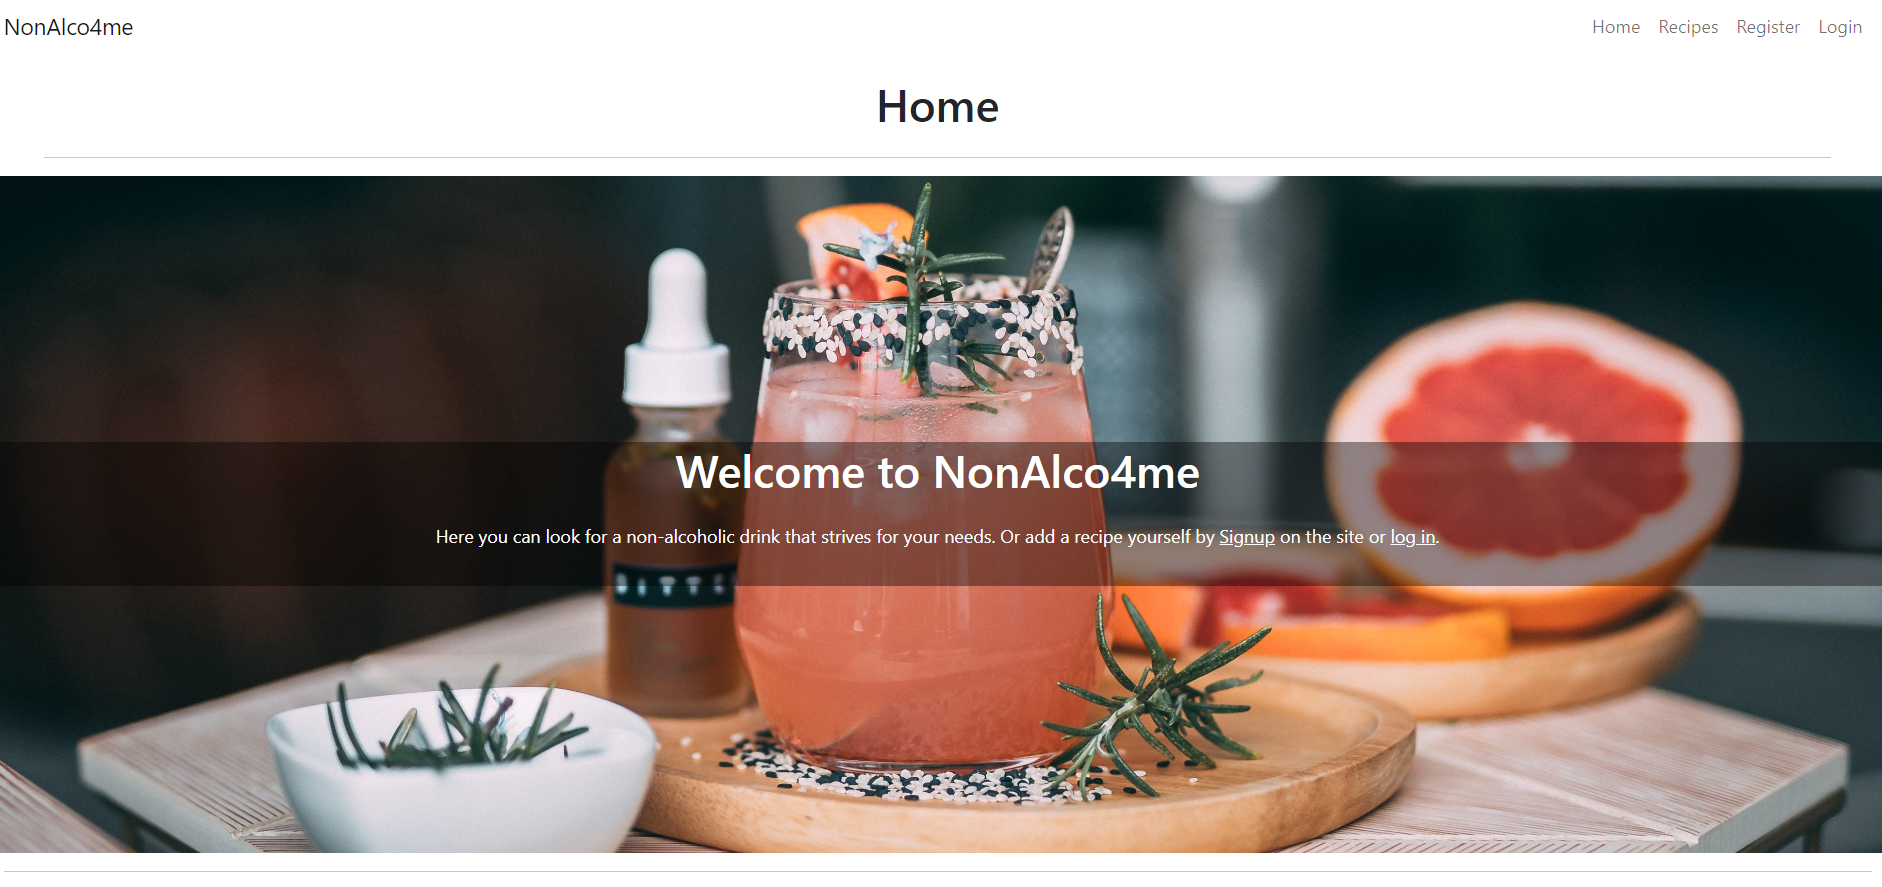 NonAlco4me
Home Recipes Register Login
Home
Welcome to NonAlco4me
Here you can look for a non-alcoholic drink that strives for your needs. Or add a recipe yourself by Signup on the site or log in.
BITTE